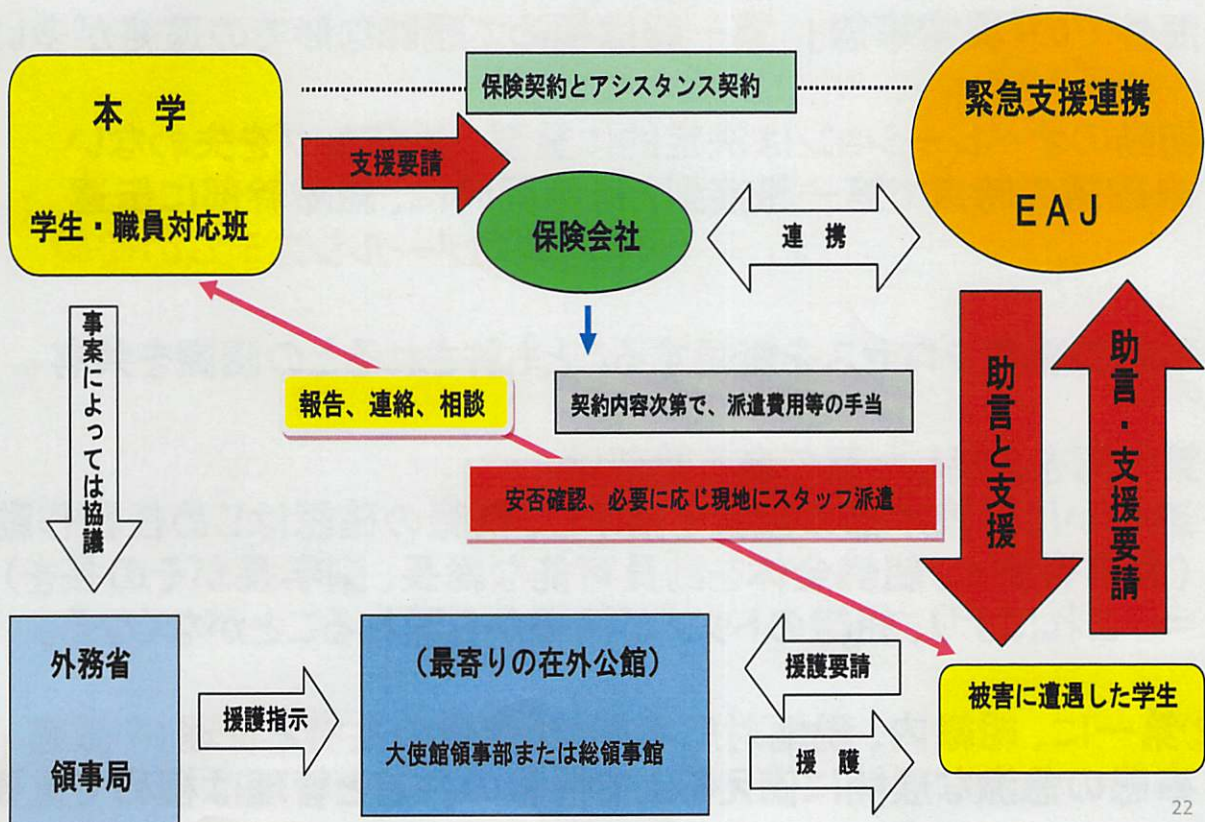 保険契約とアシスタンス契約
本　学
学生・職員対応班
支援要請
保険会社
連　携
緊急支援連携
ＥＡＪ
事案によっては協議
報告、連絡、相談
契約内容次第で、派遣費用等の手当
安否確認、必要に応じ現地にスタッフ派遣
助言と支援
助言・支援要請
外務省
領事局
援護指示
（最寄りの在外公館）
大使館領事部または総領事館
援護要請
援　護
被害に遭遇した学生
22